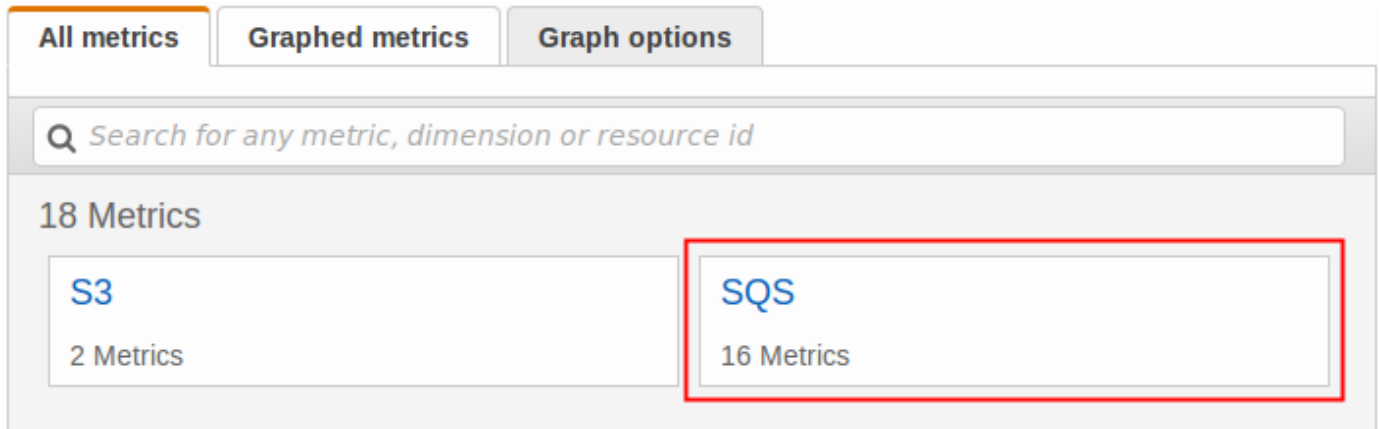 All metrics Graphed metrics Graph options
Search for any metric, dimension or resource id
18 Metrics
S3 SQS
2 Metrics 16 Metrics